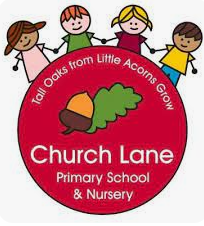 Tall Oaks from Little Acorns Grow
Church Lane
Primary School
& Nursery